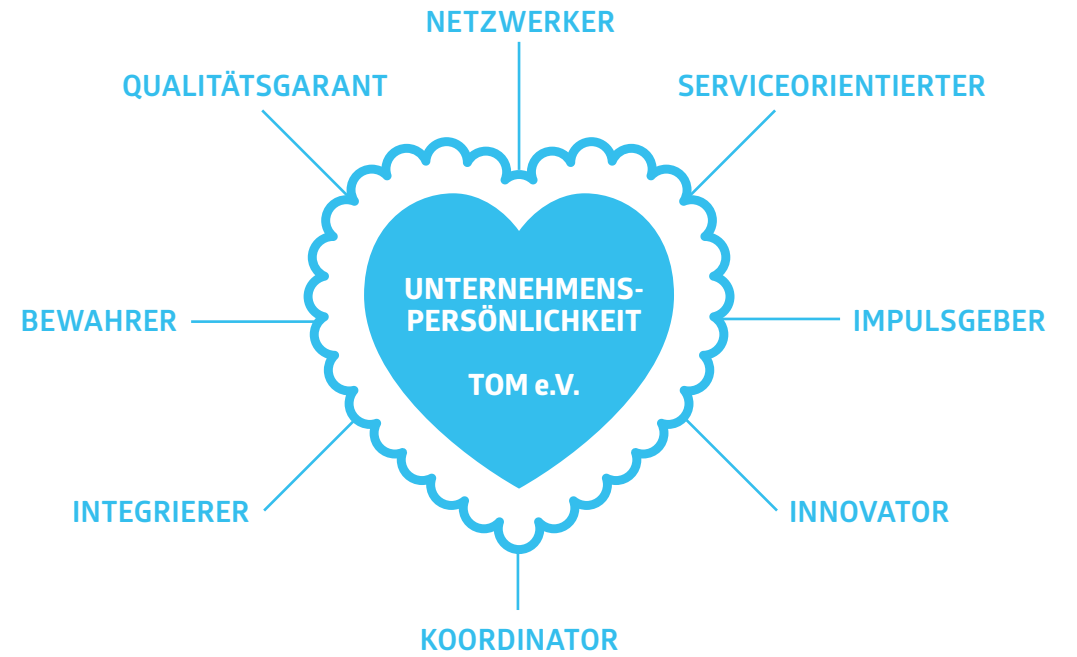 NETZWERKER
QUALITÄTSGARANT
SERVICEORIENTIERTER
UNTERNEHMENS-
PERSÖNLICHKEIT
TOM e.V.
BEWAHRER
IMPULSGEBER
INTEGRIERER
INNOVATOR
KOORDINATOR